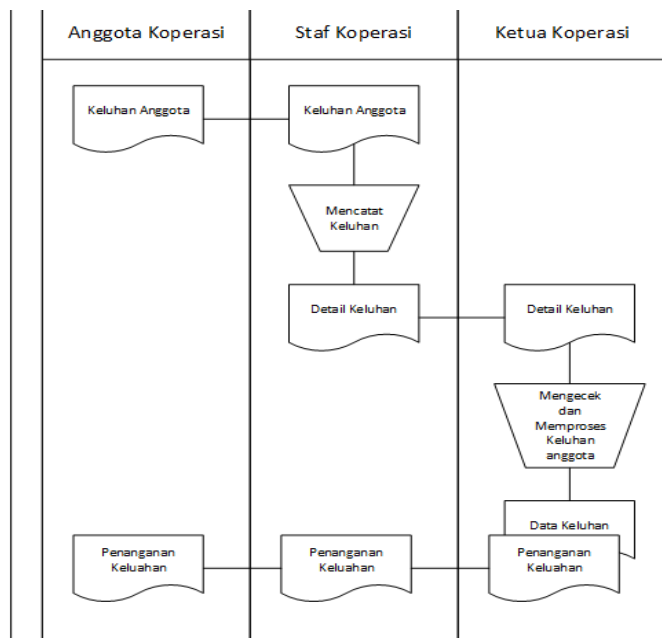 Anggota Koperasi
Staf Koperasi
Ketua Koperasi
Keluhan Anggota
Keluhan Anggota
Mencatat
Keluhan
Detail Keluhan
Detail Keluhan
Mengecek
dan
Memproses
Keluhan
anggota
Data Keluhan
Penanganan
Keluahan
Penanganan
Keluahan
Penanganan
Keluahan